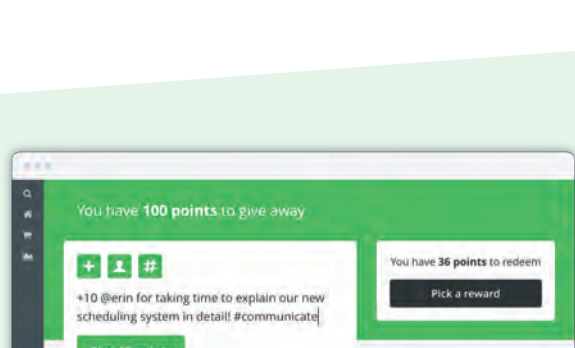 You have 100 points to give away
You have 36 points to redeem
Pick a reward
+10 @erin for taking time to explain our new
scheduling system in detail! #communicate